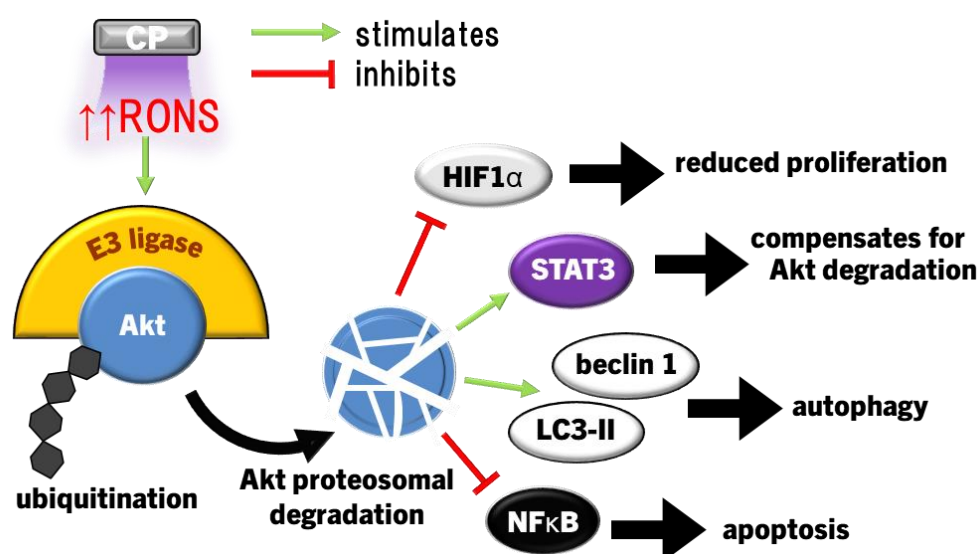 CP
stimulates
inhibits
↑↑RONS
E3 ligase
Akt
ubiquitination
Akt proteosomal
degradation
HIF1α
reduced proliferation
STAT3
compensates for
Akt degradation
beclin 1
LC3-II
autophagy
NFκB
apoptosis